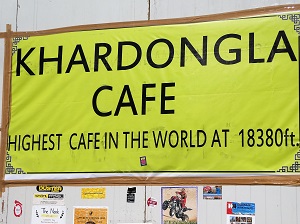 KHARDONGLA
CAFE
HIGHEST CAFE IN THE WORLD AT 18380ft.